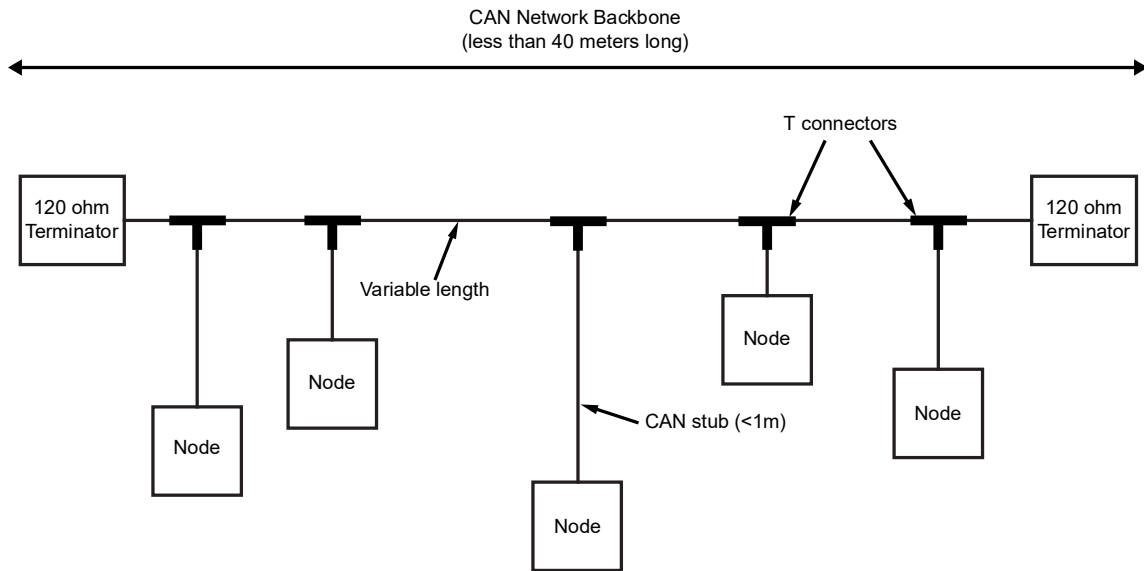 CAN Network Backbone
(less than 40 meters long)
T connectors
120 ohm
Terminator
120 ohm
Terminator
Variable length
Node
Node
Node
Node
Node
CAN stub (<1m)
Node